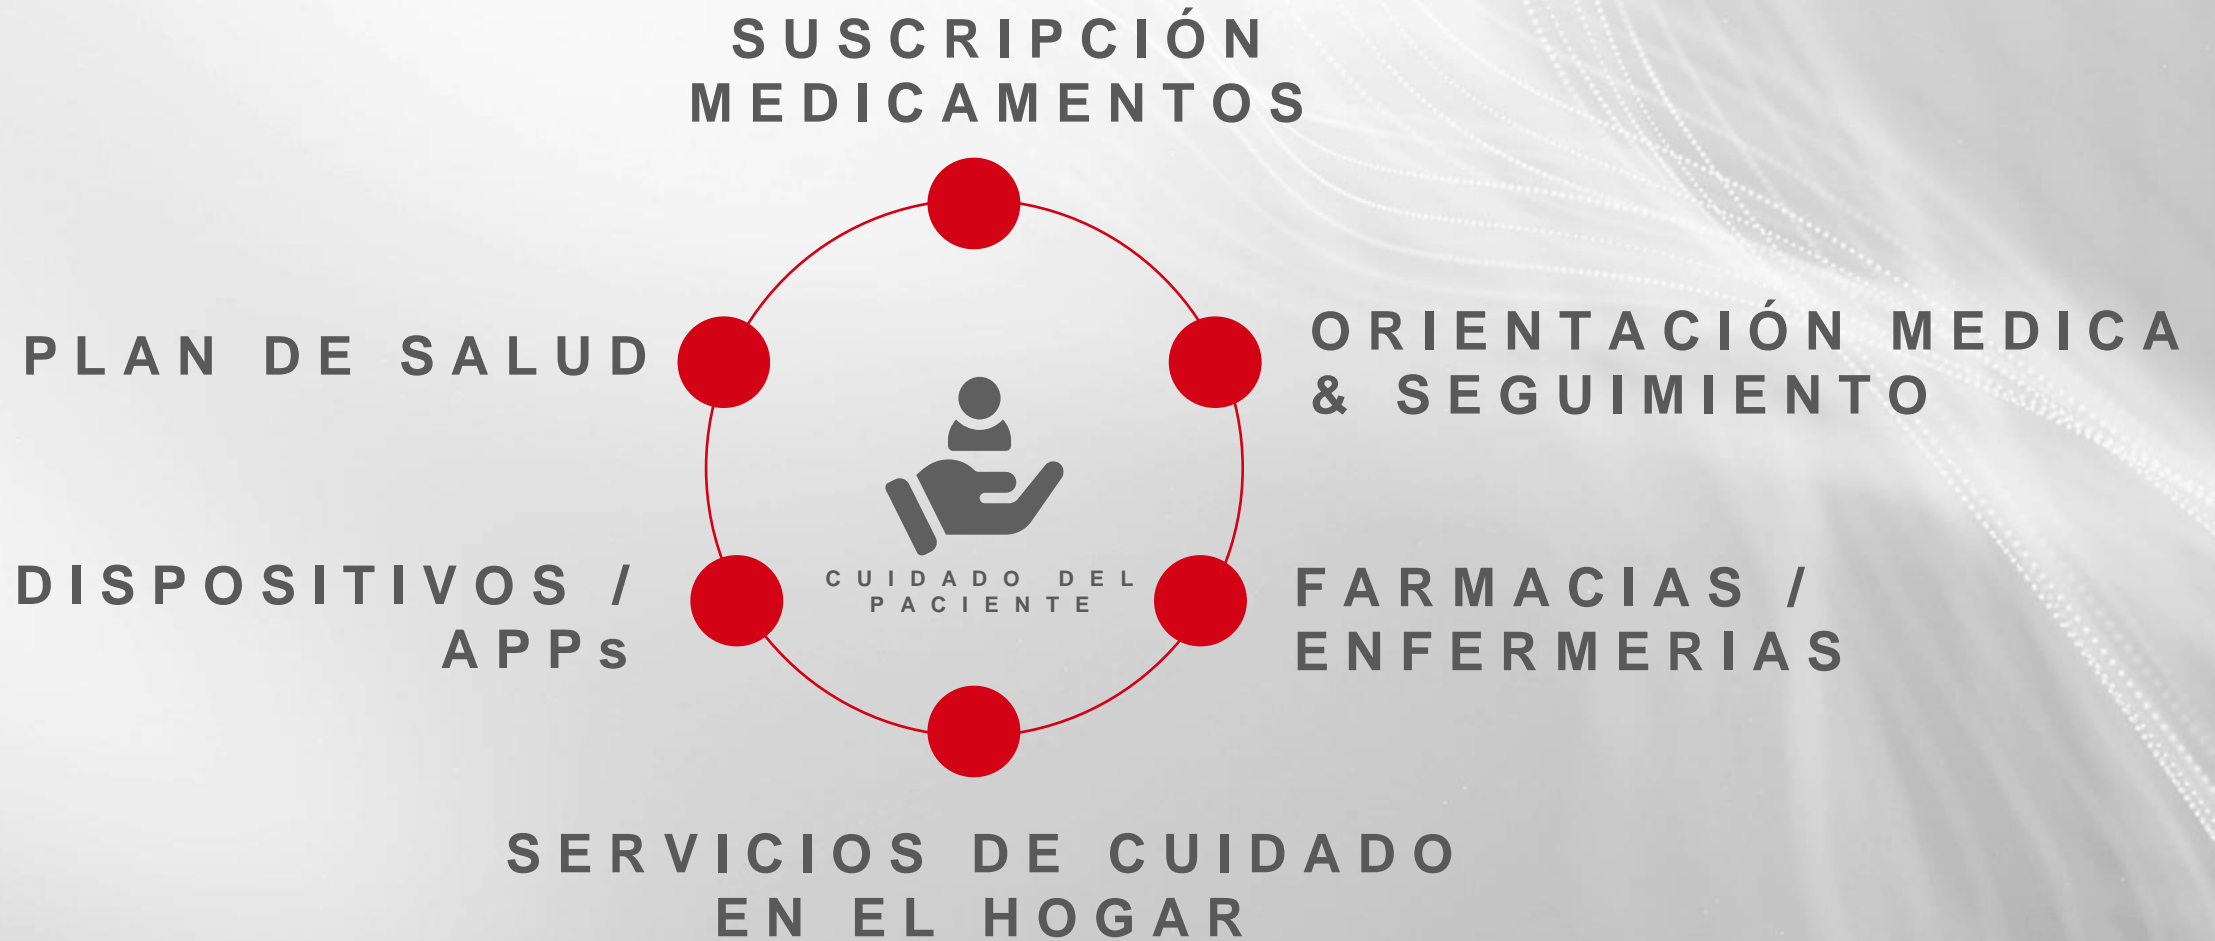 SUSCRIPCIÓN
MEDICAMENTOS
PLAN DE SALUD
ORIENTACIÓN MEDICA
& SEGUIMIENTO
DISPOSITIVOS /
APPs
CUIDADO DEL
PACIENTE
FARMACIAS /
ENFERMERIAS
SERVICIOS DE CUIDADO
EN EL HOGAR